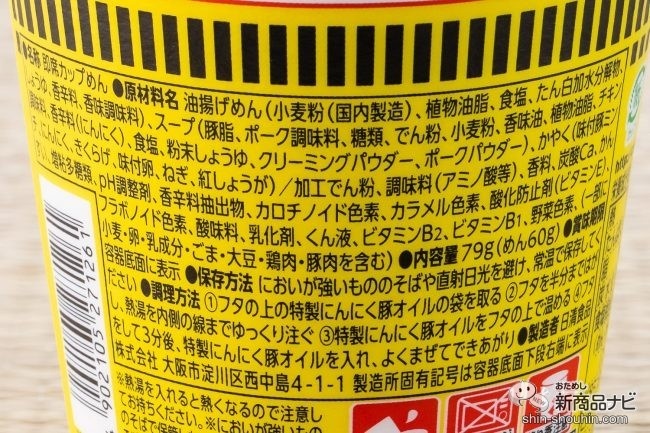 ●名称 即席カップめん ●原材料名 油揚げめん(小麦粉(国内製造)、植物油脂、食塩、たん白加水分解物、
しょうゆ、香辛料、香味調料)、スープ(豚脂、ポーク調味料、糖類、でん粉、小麦粉、香味油、植物油脂、チキン
調味料、香辛料(にんにく)、食塩、粉末しょうゆ、クリーミングパウダー、ポークパウダー)、かやく(味付豚ミン
チ、にんにく、きくらげ、味付卵、ねぎ、紅しょうが)/加工でん粉、調味料(アミノ酸等)、香料、炭酸Ca、かん
すい、増粘多糖類、pH調整剤、香辛料抽出物、カロチノイド色素、カラメル色素、酸化防止剤(ビタミンE)、
フラボノイド色素、酸味料、乳化剤、くん液、ビタミンB2、ビタミンB1、野菜色素、(一部に
小麦・卵・乳成分・ごま・大豆・鶏肉・豚肉を含む) ●内容量 79g(めん60g) ●賞味期限
容器底面に表示 ●保存方法 においが強いもののそばや直射日光を避け、常温で保存して
ください ●調理方法 ①フタの上の特製にんにく豚オイルの袋を取る ②フタを半分まではが
し、熱湯を内側の線までゆっくり注ぐ ③特製にんにく豚オイルをフタの上で温める ④フタ
をして3分後、特製にんにく豚オイルを入れ、よくまぜてできあがり ●製造者 日清食品
株式会社 大阪市淀川区西中島4-1-1 製造所固有記号は容器底面下段右端に表示
※熱湯を入れると熱くなるので注意し
てお持ちください。※においが強いもの
のそばで保管し
4 902105 271261
おためし
新商品ナビ
shin-shouhin.com